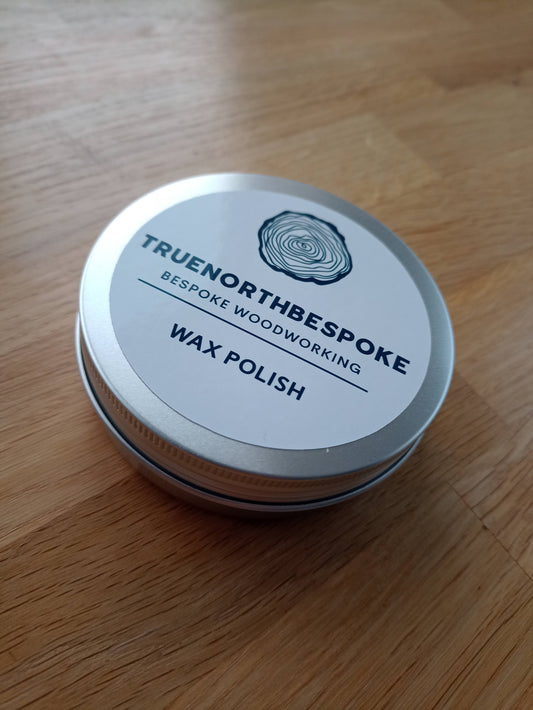 TRUENORTHBESPOKE
BESPOKE WOODWORKING
WAX POLISH